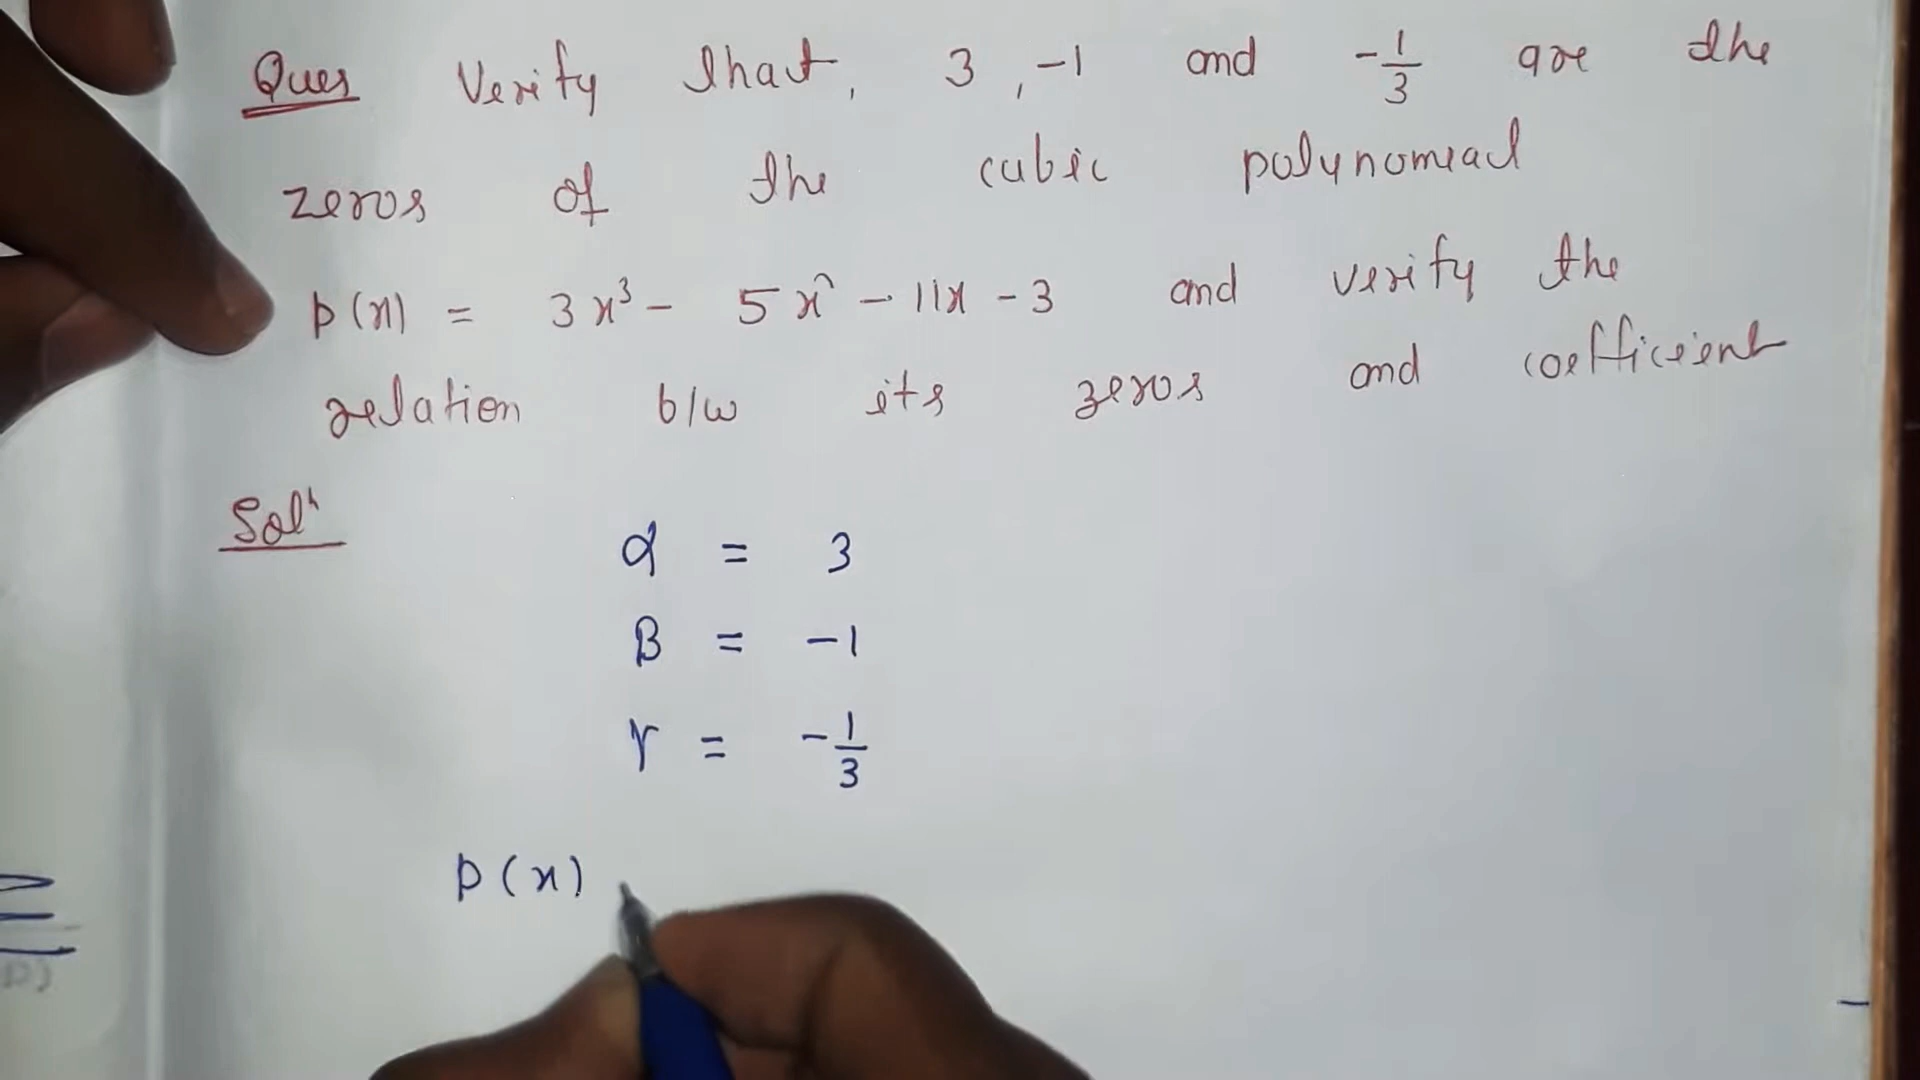 Ques Verify that, 3, -1 and -1/3 are the
zeros of the cubic polynomial
p(x) = 3x³ - 5x² - 11x - 3 and verify the
relation b/w its zeros and coefficient
Solⁿ
α = 3
β = -1
γ = -1/3
p(x)